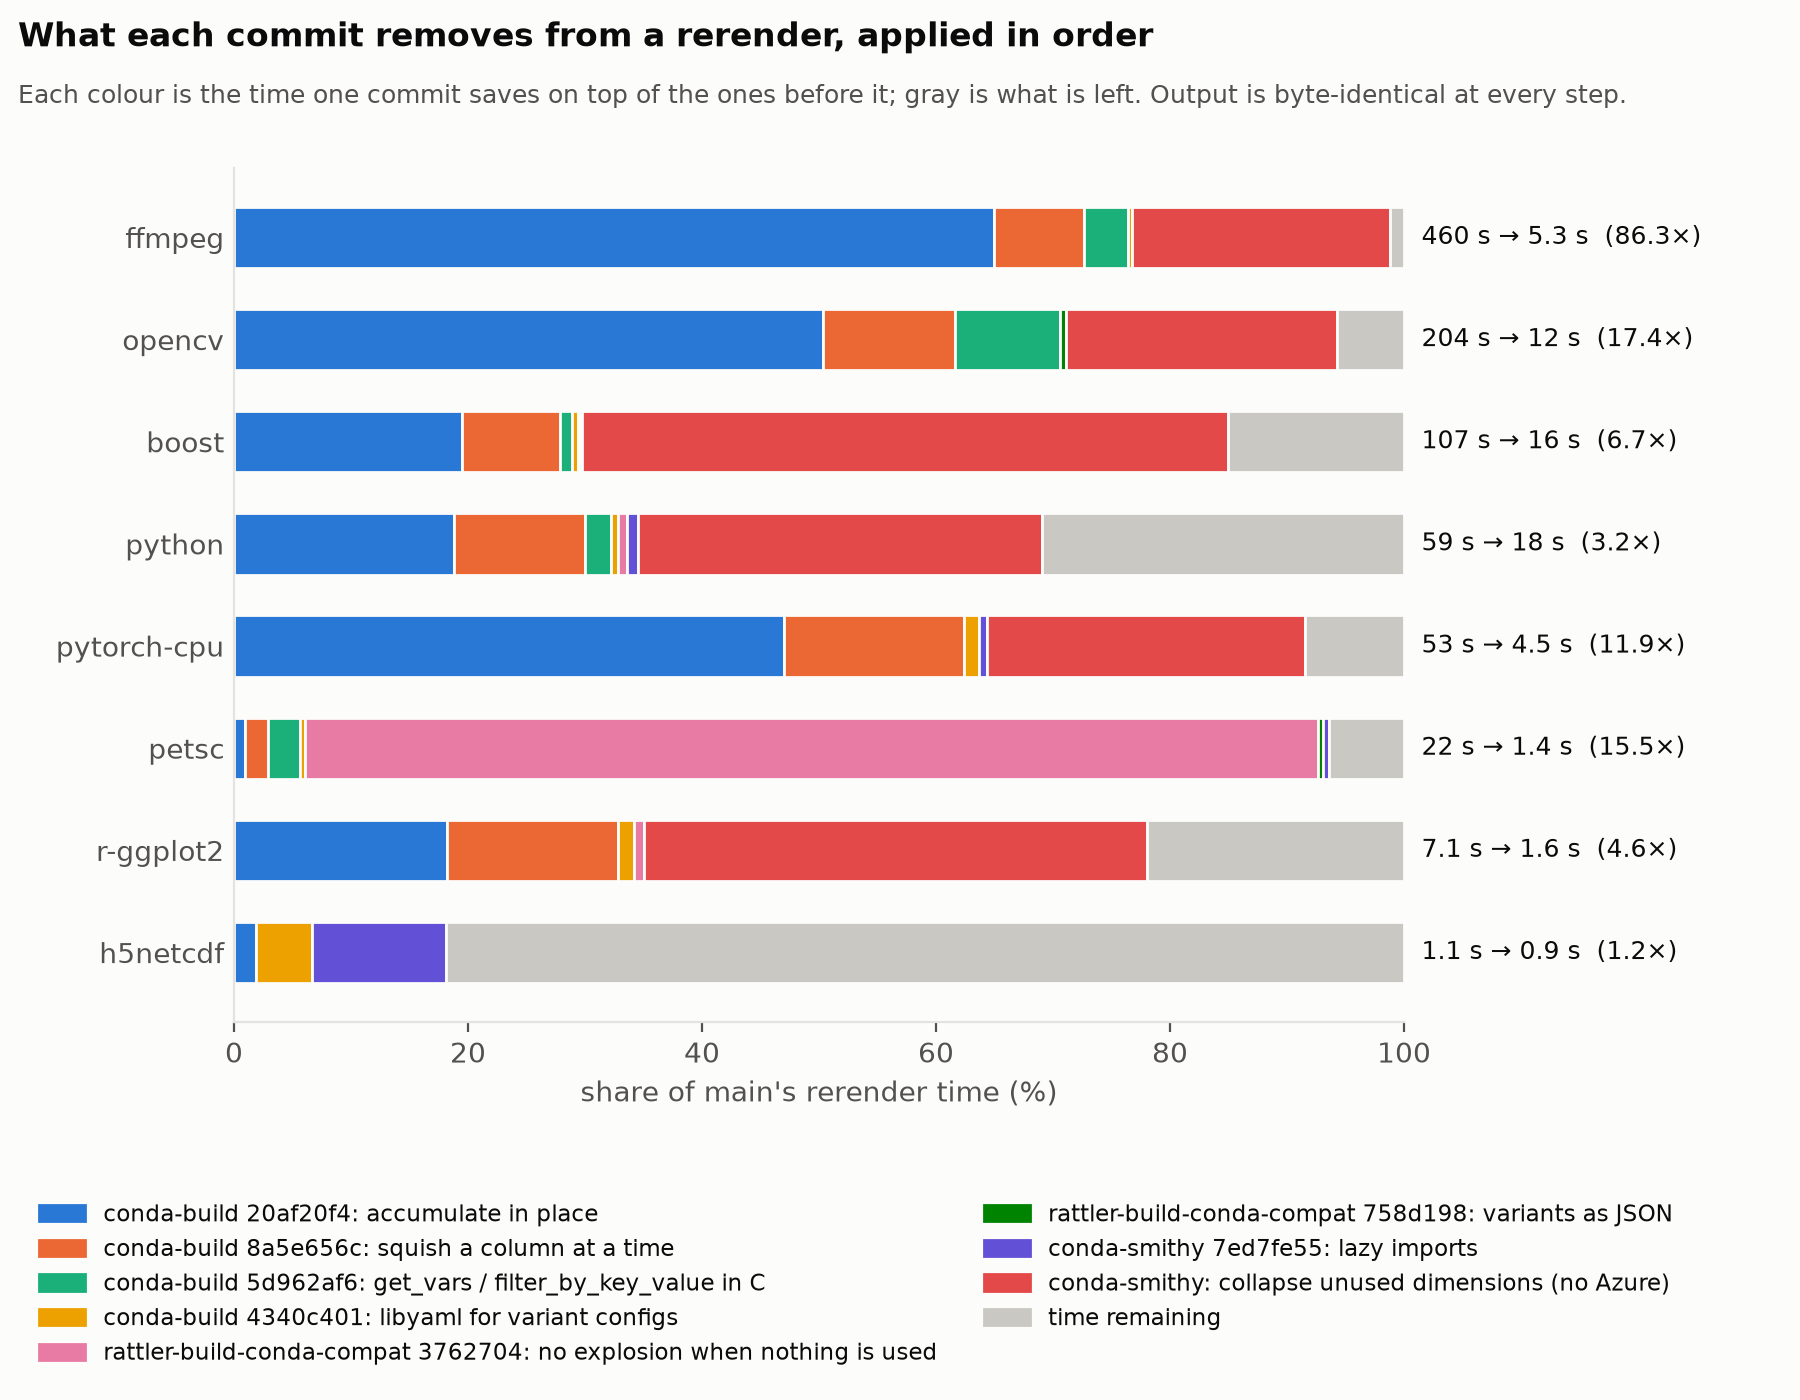 What each commit removes from a rerender, applied in order
Each colour is the time one commit saves on top of the ones before it; gray is what is left. Output is byte-identical at every step.
ffmpeg 460 s → 5.3 s (86.3×)
opencv 204 s → 12 s (17.4×)
boost 107 s → 16 s (6.7×)
python 59 s → 18 s (3.2×)
pytorch-cpu 53 s → 4.5 s (11.9×)
petsc 22 s → 1.4 s (15.5×)
r-ggplot2 7.1 s → 1.6 s (4.6×)
h5netcdf 1.1 s → 0.9 s (1.2×)
0 20 40 60 80 100
share of main's rerender time (%)
conda-build 20af20f4: accumulate in place
conda-build 8a5e656c: squish a column at a time
conda-build 5d962af6: get_vars / filter_by_key_value in C
conda-build 4340c401: libyaml for variant configs
rattler-build-conda-compat 3762704: no explosion when nothing is used
rattler-build-conda-compat 758d198: variants as JSON
conda-smithy 7ed7fe55: lazy imports
conda-smithy: collapse unused dimensions (no Azure)
time remaining